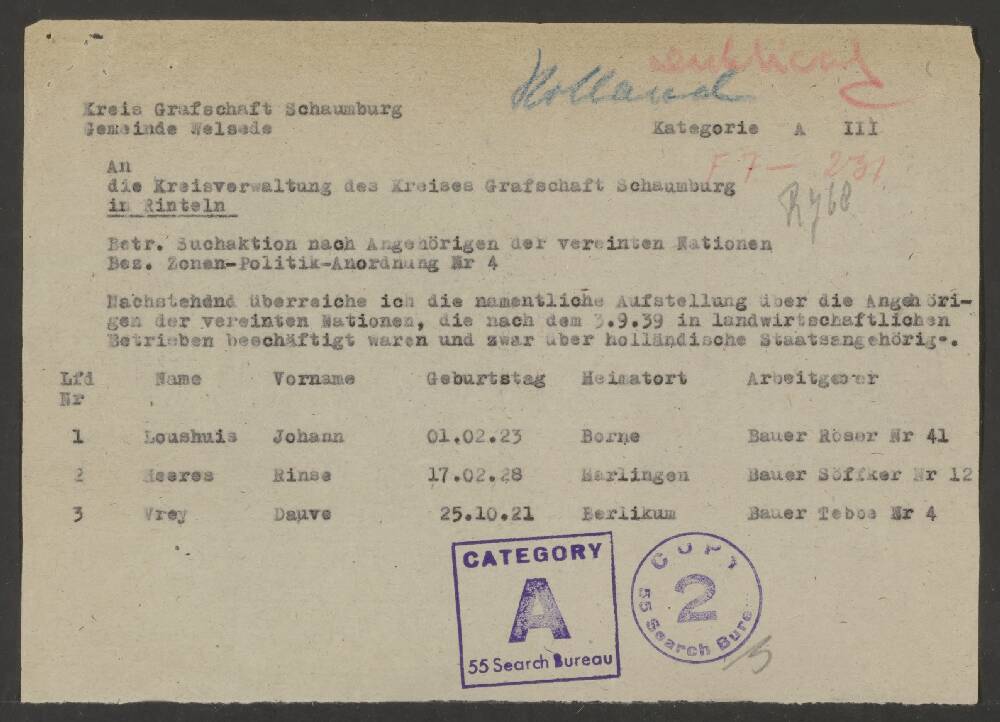 Holland
Kreis Grafschaft Schaumburg
Gemeinde Welsede
Kategorie A III
An
F 7 - 231
die Kreisverwaltung des Kreises Grafschaft Schaumburg
in Rinteln
Betr. Suchaktion nach Angehörigen der vereinten Nationen
Bez. Zonen-Politik-Anordnung Nr 4
Nachstehdnd überreiche ich die namentliche Aufstellung über die Angehöri-
gen der vereinten Nationen, die nach dem 3.9.39 in landwirtschaftlichen
Betrieben beschäftigt waren und zwar über holländische Staatsangehörig-.
Lfd Name Vorname Geburtstag Heimatort Arbeitgeber
Nr
1 Loushuis Johann 01.02.23 Borne Bauer Röser Nr 41
2 Heeres Rinse 17.02.28 Harlingen Bauer Söffker Nr 12
3 Vrey Dauve 25.10.21 Berlikum Bauer Tebbe Nr 4
CATEGORY
A
55 Search Bureau
COPY
2
55 Search Bure